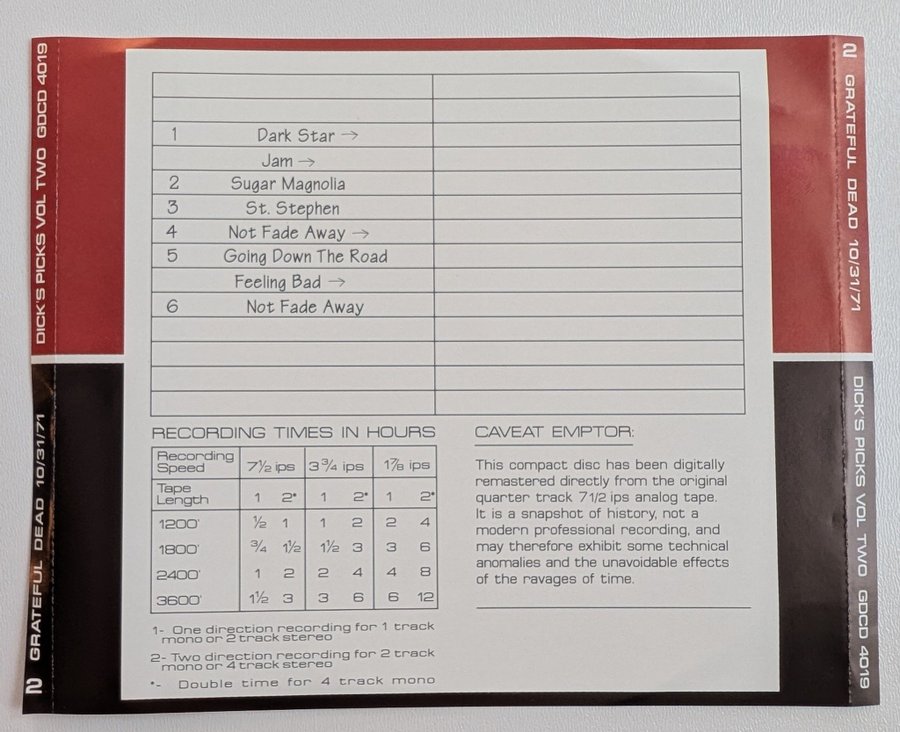 DICK'S PICKS VOL TWO GDCD 4019
2 GRATEFUL DEAD 10/31/71
1 Dark Star →
Jam →
2 Sugar Magnolia
3 St. Stephen
4 Not Fade Away →
5 Going Down The Road
Feeling Bad →
6 Not Fade Away
RECORDING TIMES IN HOURS
Recording Speed 7½ ips 3¾ ips 1⅞ ips
Tape Length 1 2* 1 2* 1 2*
1200' ½ 1 1 2 2 4
1800' ¾ 1½ 1½ 3 3 6
2400' 1 2 2 4 4 8
3600' 1½ 3 3 6 6 12
1- One direction recording for 1 track
mono or 2 track stereo
2- Two direction recording for 2 track
mono or 4 track stereo
*- Double time for 4 track mono
CAVEAT EMPTOR:
This compact disc has been digitally
remastered directly from the original
quarter track 7 1/2 ips analog tape.
It is a snapshot of history, not a
modern professional recording, and
may therefore exhibit some technical
anomalies and the unavoidable effects
of the ravages of time.
2 GRATEFUL DEAD 10/31/71
DICK'S PICKS VOL TWO GDCD 4019